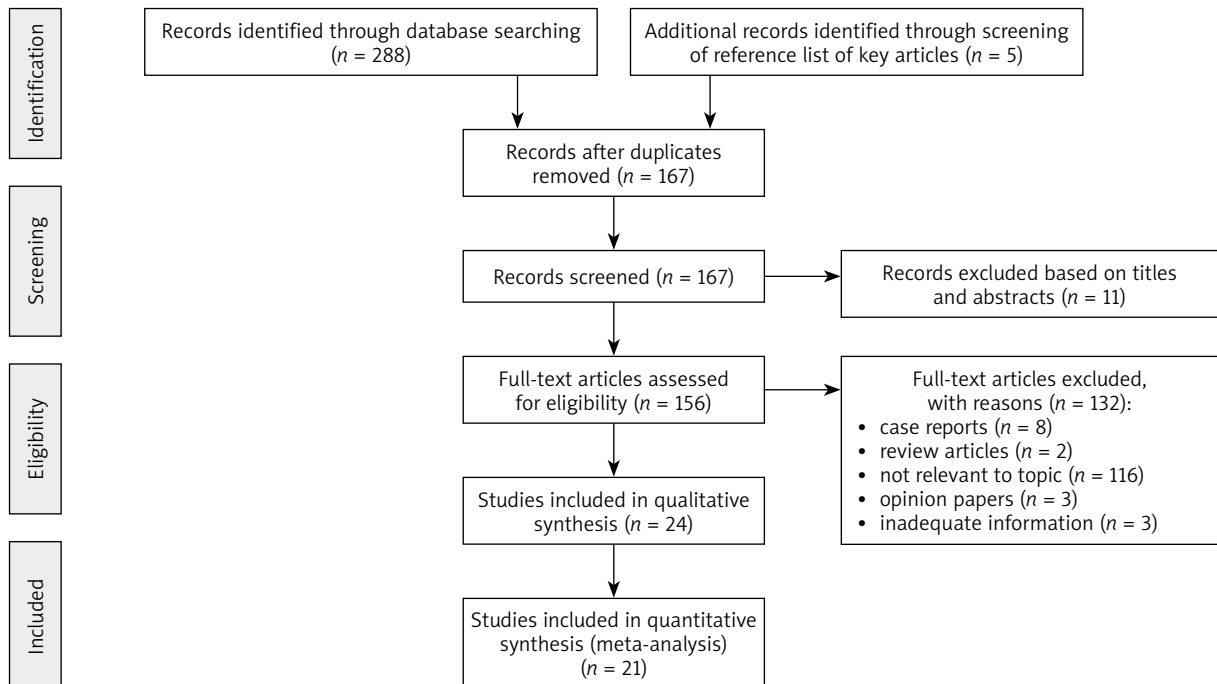 Identification
Records identified through database searching
(n = 288)
Additional records identified through screening
of reference list of key articles (n = 5)
Records after duplicates
removed (n = 167)
Screening
Records screened (n = 167)
Records excluded based on titles
and abstracts (n = 11)
Eligibility
Full-text articles assessed
for eligibility (n = 156)
Full-text articles excluded,
with reasons (n = 132):
• case reports (n = 8)
• review articles (n = 2)
• not relevant to topic (n = 116)
• opinion papers (n = 3)
• inadequate information (n = 3)
Studies included in qualitative
synthesis (n = 24)
Included
Studies included in quantitative
synthesis (meta-analysis)
(n = 21)